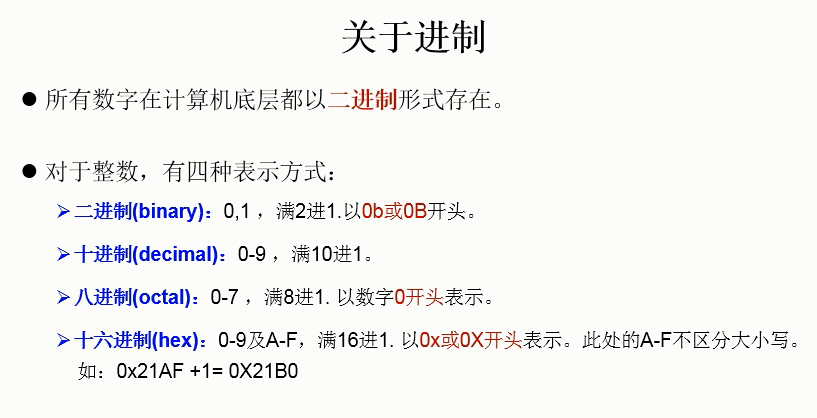 关于进制
● 所有数字在计算机底层都以二进制形式存在。
● 对于整数，有四种表示方式：
➢ 二进制(binary)：0,1 ，满2进1.以0b或0B开头。
➢ 十进制(decimal)：0-9 ，满10进1。
➢ 八进制(octal)：0-7 ，满8进1. 以数字0开头表示。
➢ 十六进制(hex)：0-9及A-F，满16进1. 以0x或0X开头表示。此处的A-F不区分大小写。
如：0x21AF +1= 0X21B0